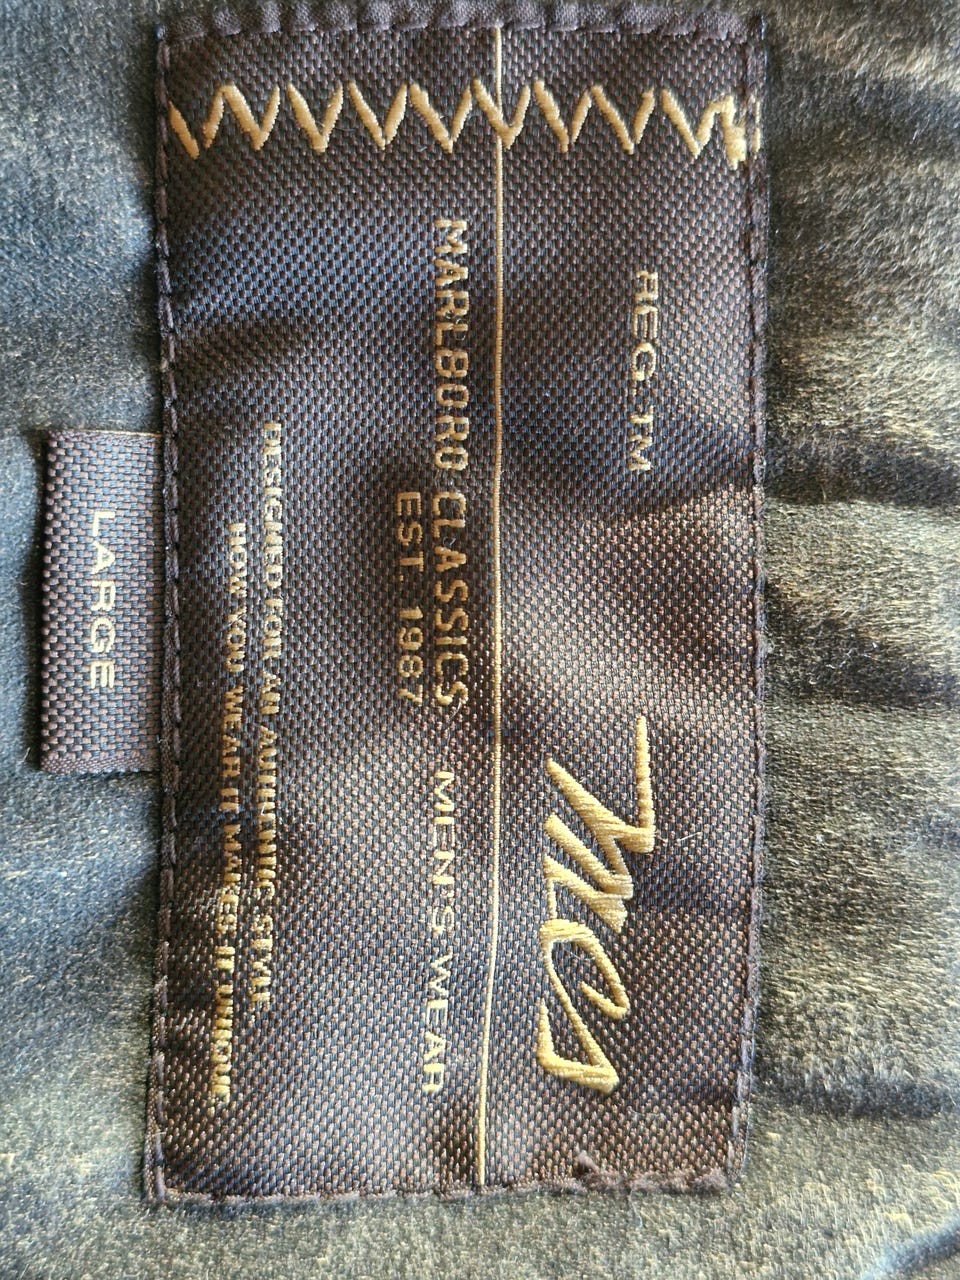 REG. TM
Mcs
MARLBORO CLASSICS MEN'S WEAR
EST. 1987
DESIGNED FOR AN AUTHENTIC STYLE
HOW YOU WEAR IT MAKES IT UNIQUE
LARGE